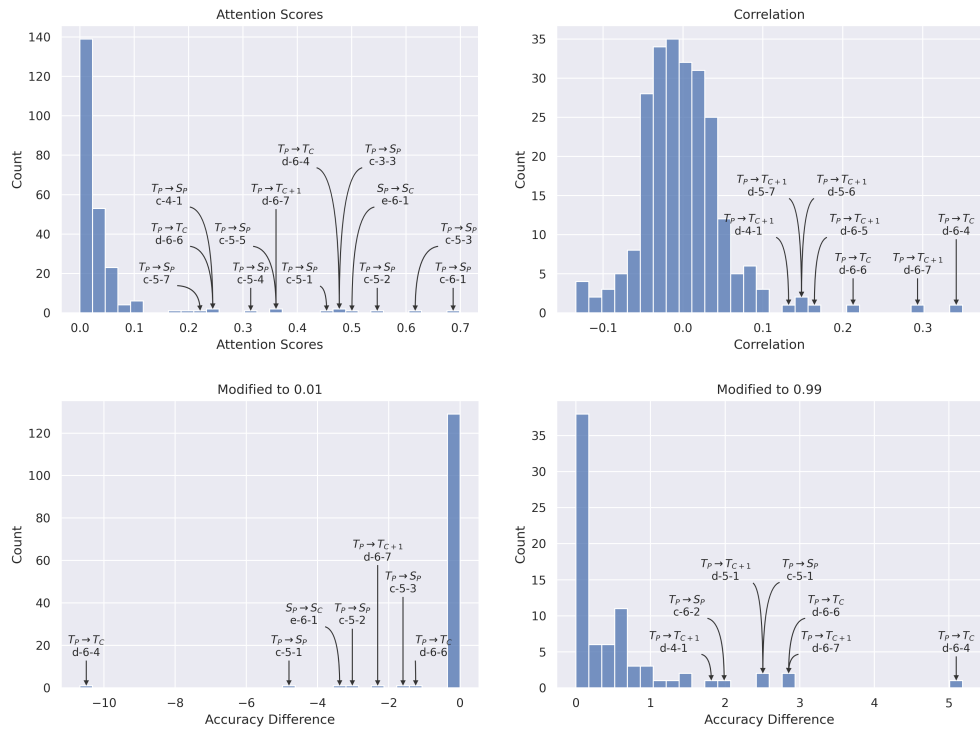 Attention Scores
140
120
100
80
60
40
20
0
Count
T_P → T_C
d-6-4
T_P → S_P
c-3-3
T_P → S_P
c-4-1
T_P → T_{C+1}
d-6-7
S_P → S_C
e-6-1
T_P → T_C
d-6-6
T_P → S_P
c-5-5
T_P → S_P
c-5-3
T_P → S_P
c-5-7
T_P → S_P
c-5-4
T_P → S_P
c-5-1
T_P → S_P
c-5-2
T_P → S_P
c-6-1
0.0 0.1 0.2 0.3 0.4 0.5 0.6 0.7
Attention Scores
Correlation
35
30
25
20
15
10
5
0
Count
T_P → T_{C+1}
d-5-7
T_P → T_{C+1}
d-5-6
T_P → T_{C+1}
d-4-1
T_P → T_{C+1}
d-6-5
T_P → T_C
d-6-4
T_P → T_C
d-6-6
T_P → T_{C+1}
d-6-7
−0.1 0.0 0.1 0.2 0.3
Correlation
Modified to 0.01
120
100
80
60
40
20
0
Count
T_P → T_{C+1}
d-6-7
T_P → S_P
c-5-3
S_P → S_C
e-6-1
T_P → S_P
c-5-2
T_P → T_C
d-6-4
T_P → S_P
c-5-1
T_P → T_C
d-6-6
−10 −8 −6 −4 −2 0
Accuracy Difference
Modified to 0.99
35
30
25
20
15
10
5
0
Count
T_P → T_{C+1}
d-5-1
T_P → S_P
c-5-1
T_P → S_P
c-6-2
T_P → T_C
d-6-6
T_P → T_{C+1}
d-4-1
T_P → T_{C+1}
d-6-7
T_P → T_C
d-6-4
0 1 2 3 4 5
Accuracy Difference